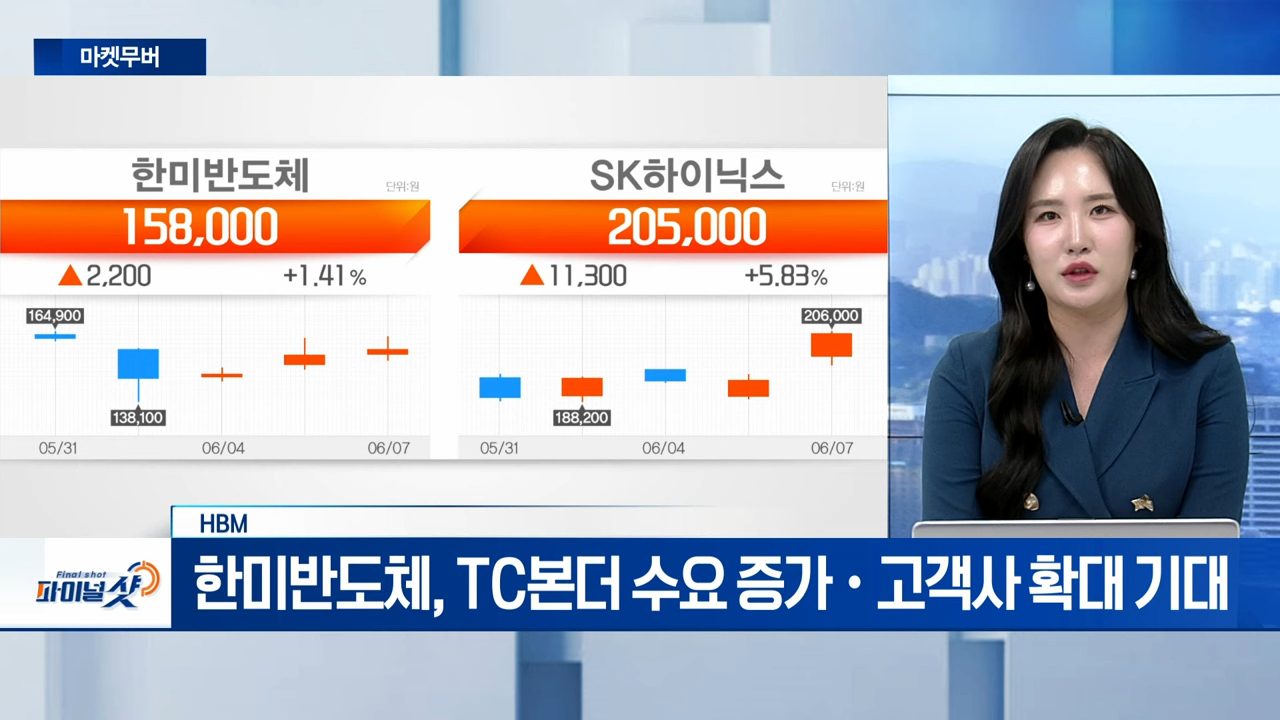 마켓무버
한미반도체
단위:원
158,000
▲2,200 +1.41%
164,900
138,100
05/31 06/04 06/07
SK하이닉스
단위:원
205,000
▲11,300 +5.83%
206,000
188,200
05/31 06/04 06/07
HBM
Final shot
파이널샷
한미반도체, TC본더 수요 증가·고객사 확대 기대